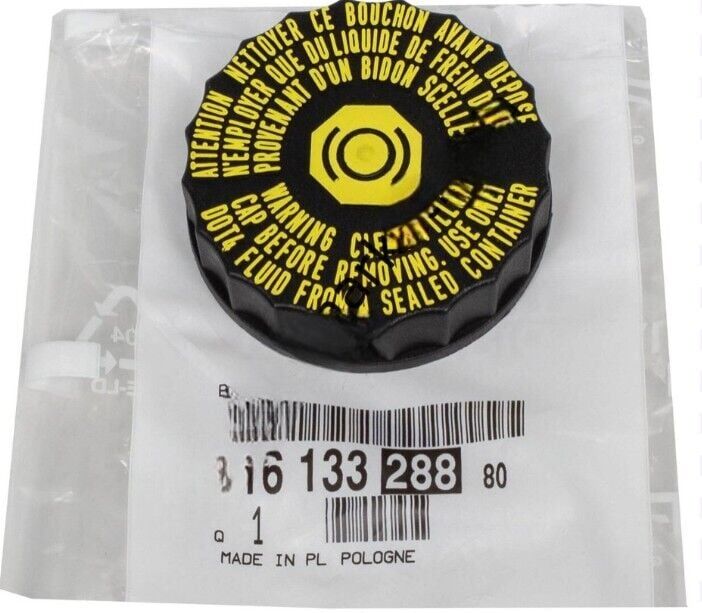 ATTENTION NETTOYER CE BOUCHON AVANT DEPOSE
N'EMPLOYER QUE DU LIQUIDE DE FREIN
PROVENANT D'UN BIDON SCELLE
WARNING
CAP BEFORE REMOVING. USE ONLY
DOT4 FLUID FROM A SEALED CONTAINER
16 133 288 80
Q 1
MADE IN PL POLOGNE